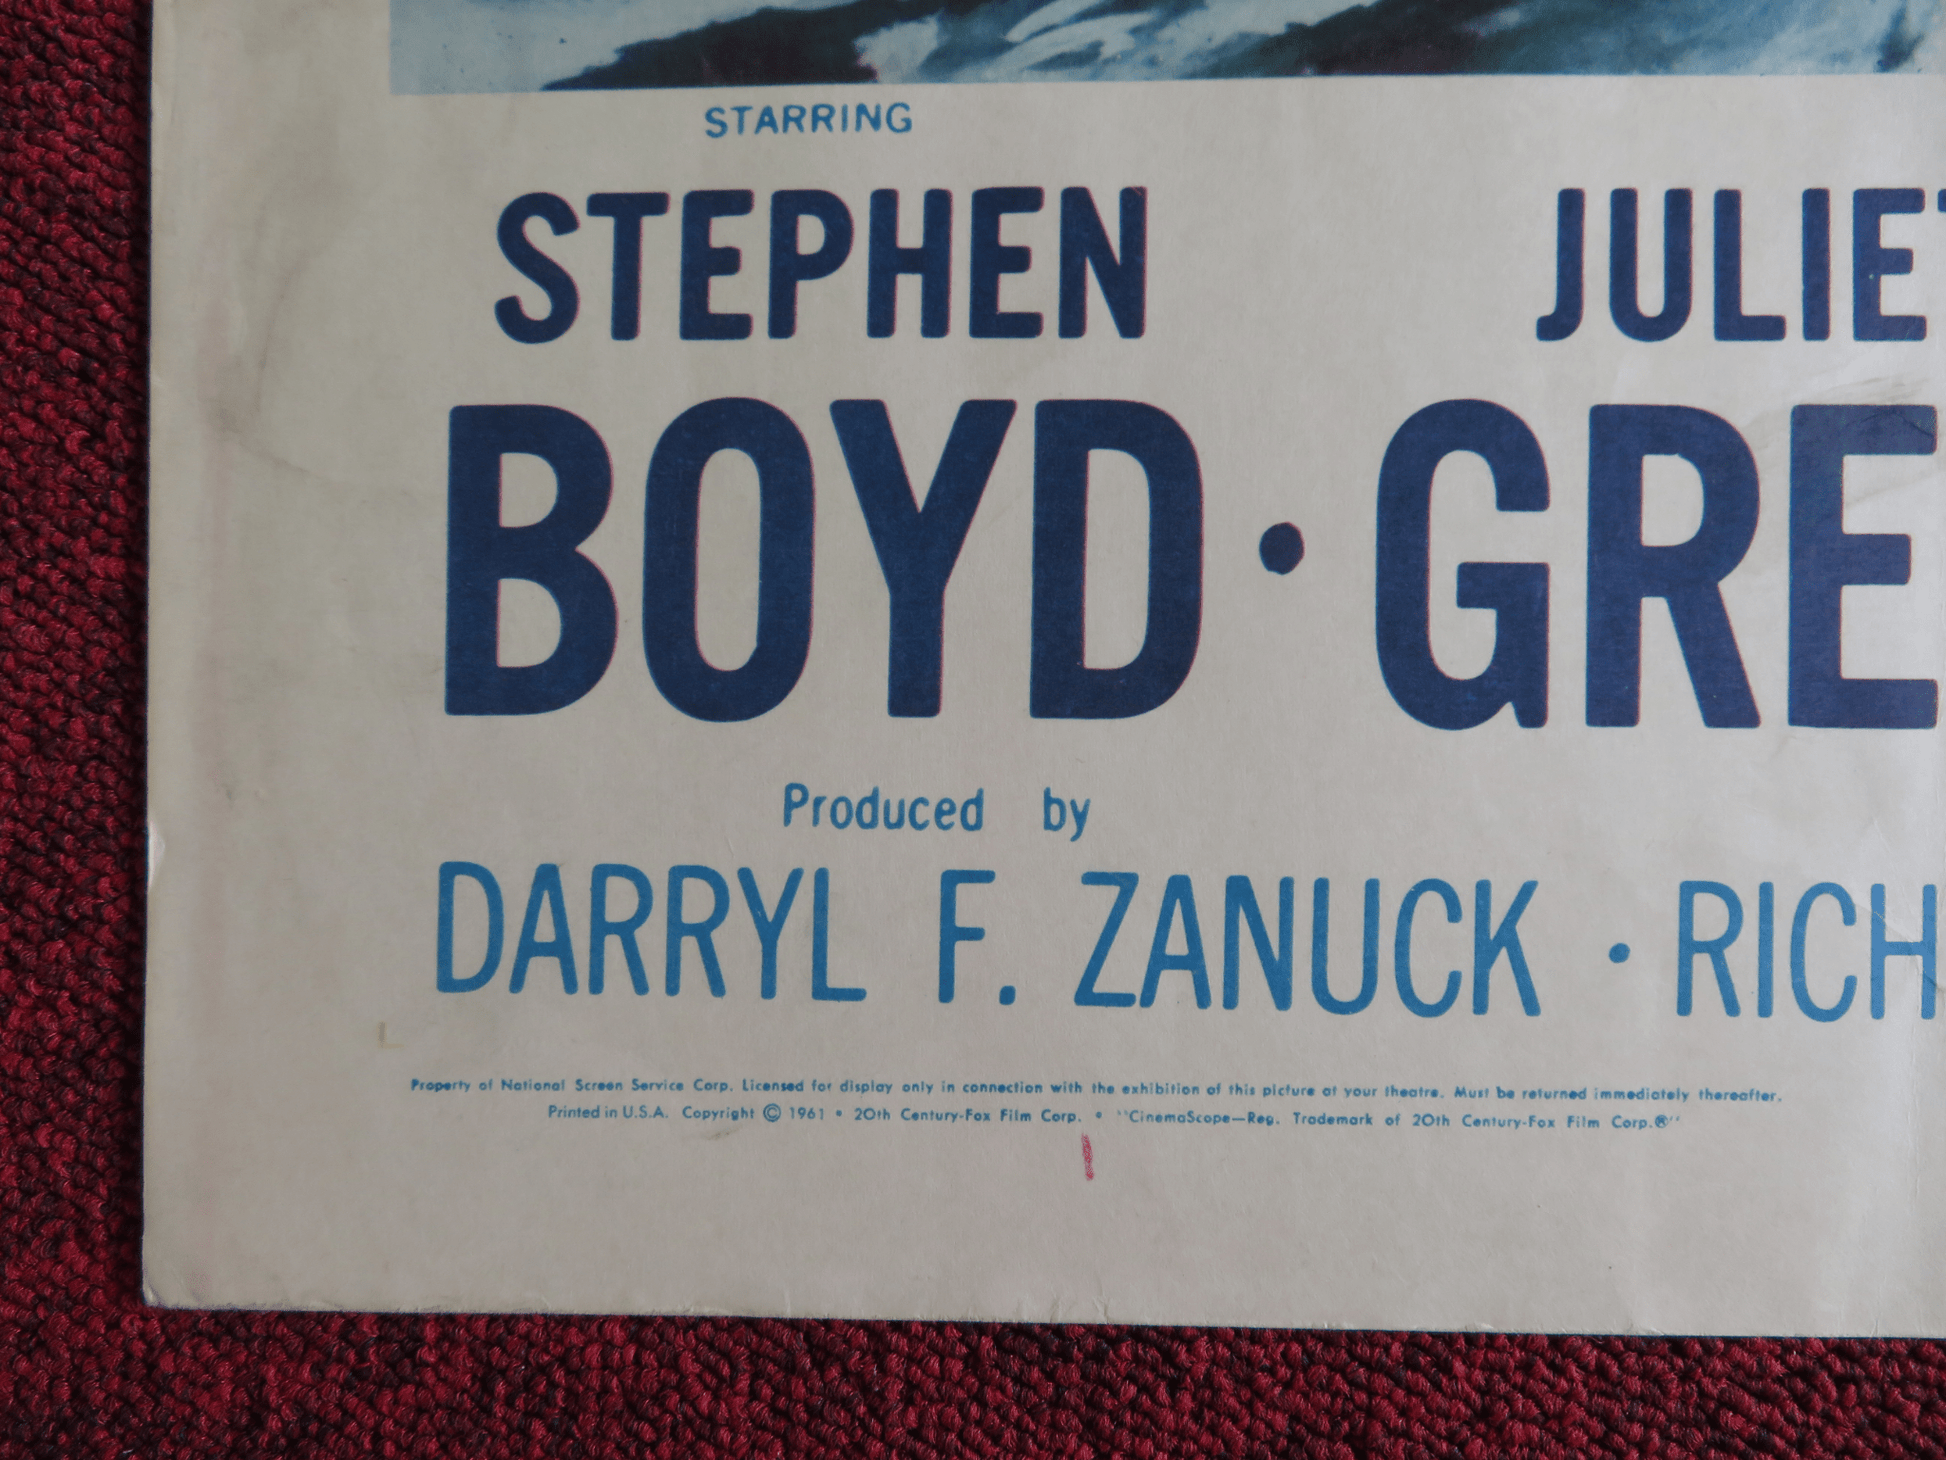 STARRING
STEPHEN JULIET
BOYD • GRE
Produced by
DARRYL F. ZANUCK • RICH
Property of National Screen Service Corp. Licensed for display only in connection with the exhibition of this picture at your theatre. Must be returned immediately thereafter.
Printed in U.S.A. Copyright © 1961 • 20th Century-Fox Film Corp. • "CinemaScope—Reg. Trademark of 20th Century-Fox Film Corp.®"